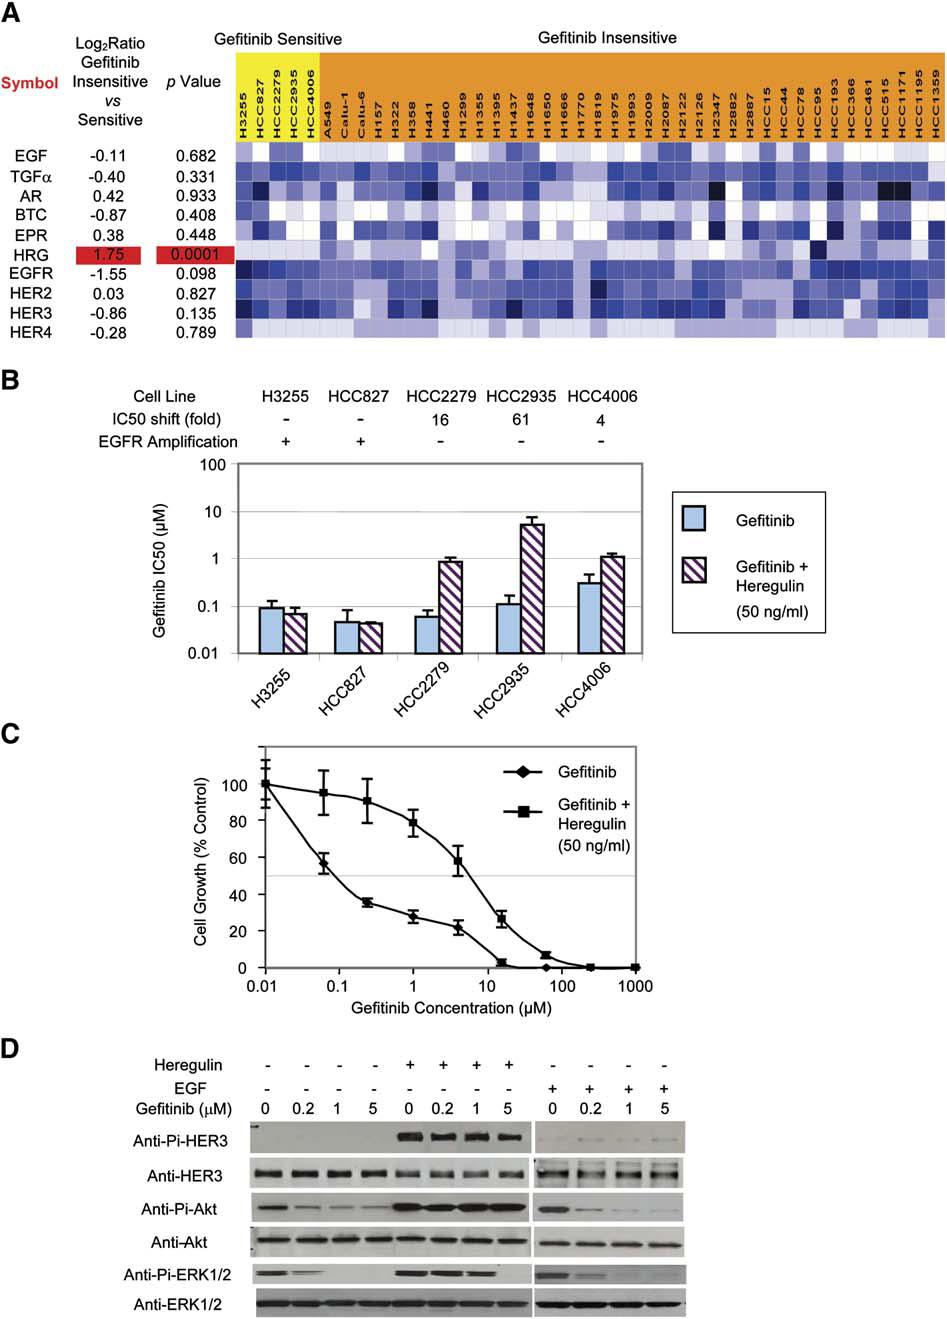 A
Log₂Ratio
Gefitinib
Insensitive
vs
Sensitive
Symbol
p Value
Gefitinib Sensitive
Gefitinib Insensitive
H3255
HCC827
HCC2279
HCC2935
HCC4006
A549
Calu-1
Calu-6
H157
H322
H358
H441
H460
H1299
H1355
H1395
H1437
H1648
H1650
H1666
H1770
H1819
H1975
H1993
H2009
H2087
H2122
H2126
H2347
H2882
H2887
HCC15
HCC44
HCC78
HCC95
HCC193
HCC366
HCC461
HCC515
HCC1171
HCC1195
HCC1359
EGF -0.11 0.682
TGFα -0.40 0.331
AR 0.42 0.933
BTC -0.87 0.408
EPR 0.38 0.448
HRG 1.75 0.0001
EGFR -1.55 0.098
HER2 0.03 0.827
HER3 -0.86 0.135
HER4 -0.28 0.789
B
Cell Line H3255 HCC827 HCC2279 HCC2935 HCC4006
IC50 shift (fold) - - 16 61 4
EGFR Amplification + + - - -
Gefitinib IC50 (µM)
100
10
1
0.1
0.01
H3255
HCC827
HCC2279
HCC2935
HCC4006
Gefitinib
Gefitinib +
Heregulin
(50 ng/ml)
C
Cell Growth (% Control)
100
80
60
40
20
0
0.01 0.1 1 10 100 1000
Gefitinib Concentration (µM)
Gefitinib
Gefitinib +
Heregulin
(50 ng/ml)
D
Heregulin - - - - + + + + - - - -
EGF - - - - - - - - + + + +
Gefitinib (µM) 0 0.2 1 5 0 0.2 1 5 0 0.2 1 5
Anti-Pi-HER3
Anti-HER3
Anti-Pi-Akt
Anti-Akt
Anti-Pi-ERK1/2
Anti-ERK1/2